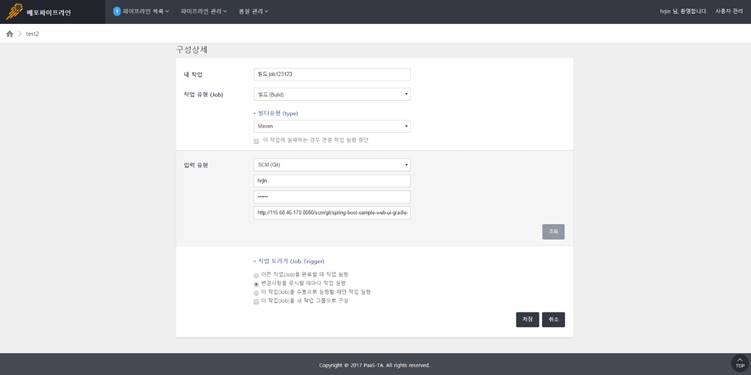 배포파이프라인
파이프라인 목록
파이프라인 관리
품질 관리
hrjin 님, 환영합니다.
사용자 관리
test2
구성상세
내 작업
빌드 job123123
작업 유형 (Job)
빌드 (Build)
빌더유형 (type)
Maven
이 작업에 실패하는 경우 연결 작업 실행 중단
입력 유형
SCM (Git)
hrjin
••••••
http://115.68.46.170:8080/scm/git/spring-boot-sample-web-ui-gradle-
조회
작업 트리거 (Job Trigger)
이전 작업(Job)을 완료할 때 작업 실행
변경사항을 푸시할 때마다 작업 실행
이 작업(Job)을 수동으로 실행할 때만 작업 실행
이 작업(Job)을 새 작업 그룹으로 구성
저장
취소
Copyright © 2017 PaaS-TA. All rights reserved.
TOP